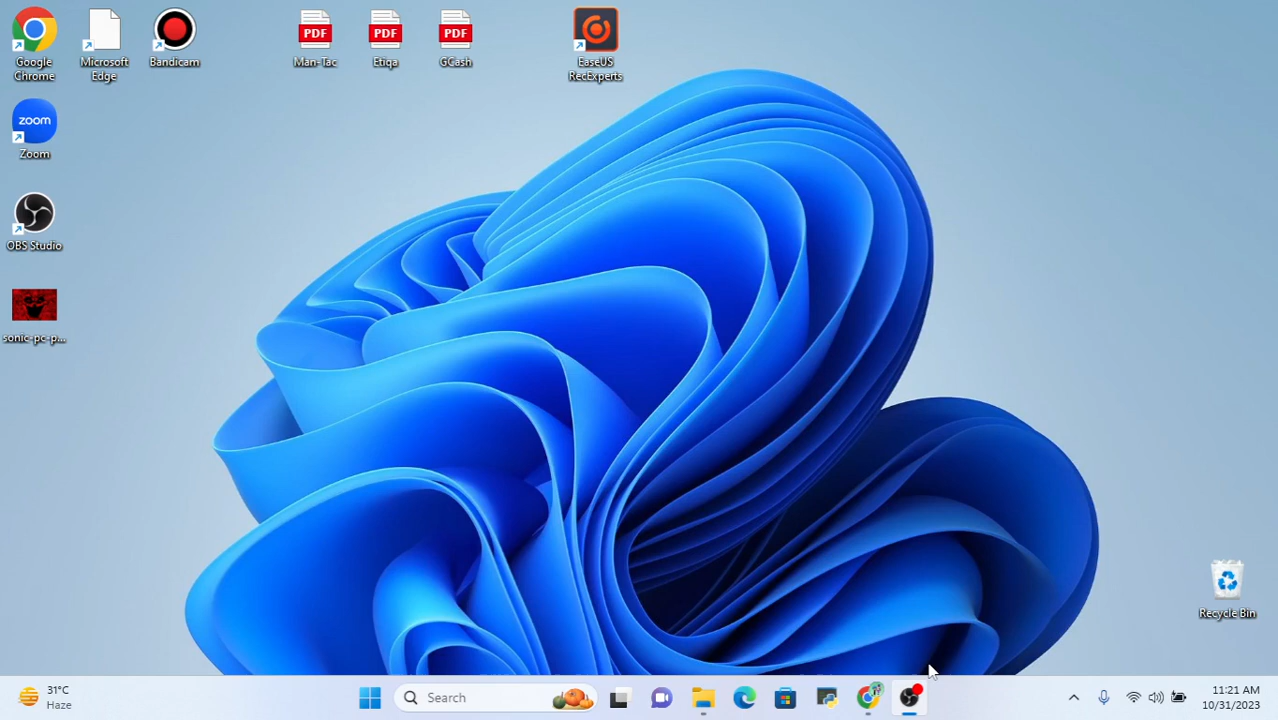 Google
Chrome
Microsoft
Edge
Bandicam
PDF
Man-Tac
PDF
Etiqa
PDF
GCash
EaseUS
RecExperts
zoom
Zoom
OBS Studio
sonic-pc-p...
Recycle Bin
31°C
Haze
Search
11:21 AM
10/31/2023